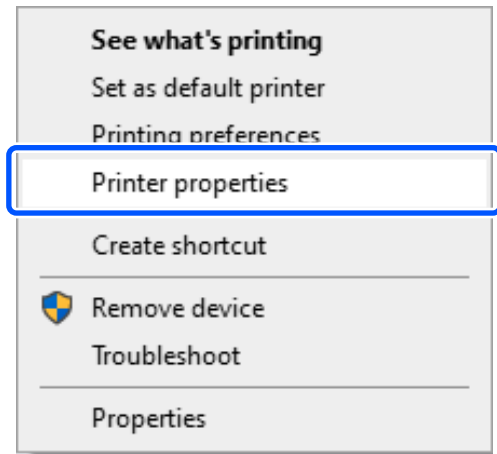 See what's printing
Set as default printer
Printing preferences
Printer properties
Create shortcut
Remove device
Troubleshoot
Properties